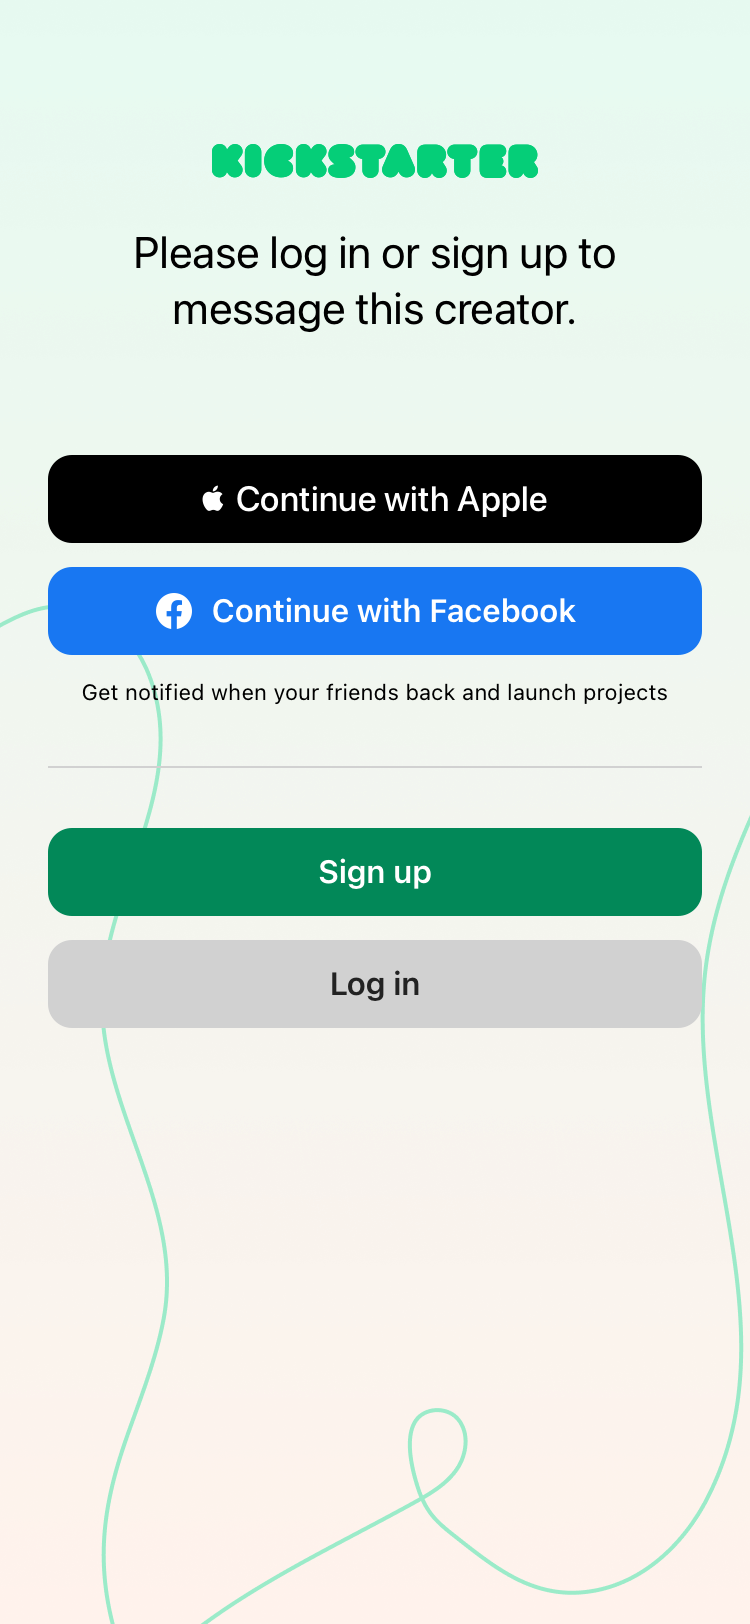 KICKSTARTER
Please log in or sign up to
message this creator.
Continue with Apple
Continue with Facebook
Get notified when your friends back and launch projects
Sign up
Log in